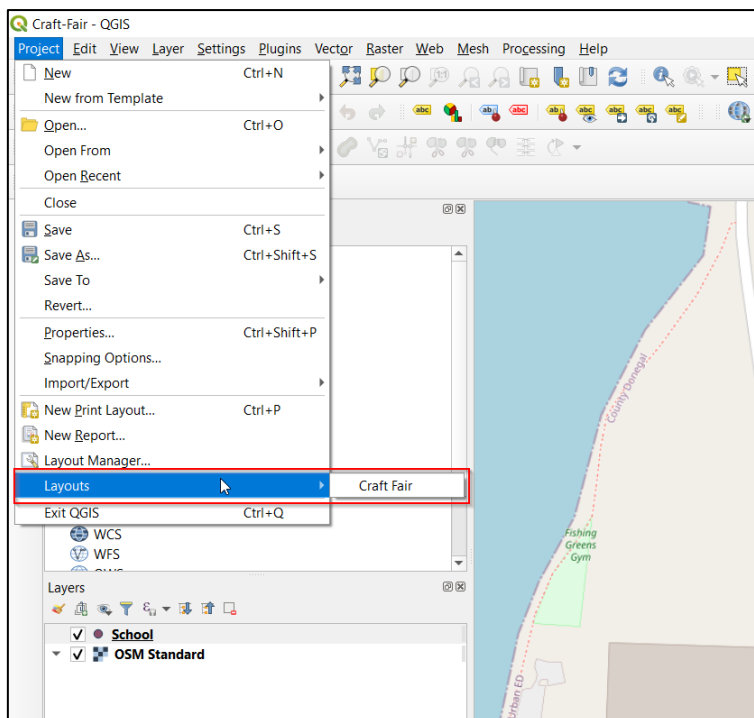 Craft-Fair - QGIS
Project Edit View Layer Settings Plugins Vector Raster Web Mesh Processing Help
New Ctrl+N
New from Template
Open... Ctrl+O
Open From
Open Recent
Close
Save Ctrl+S
Save As... Ctrl+Shift+S
Save To
Revert...
Properties... Ctrl+Shift+P
Snapping Options...
Import/Export
New Print Layout... Ctrl+P
New Report...
Layout Manager...
Layouts Craft Fair
Exit QGIS Ctrl+Q
WCS
WFS
Layers
School
OSM Standard
abc
abc
County Donegal
Fishing
Greens
Gym
Urban ED